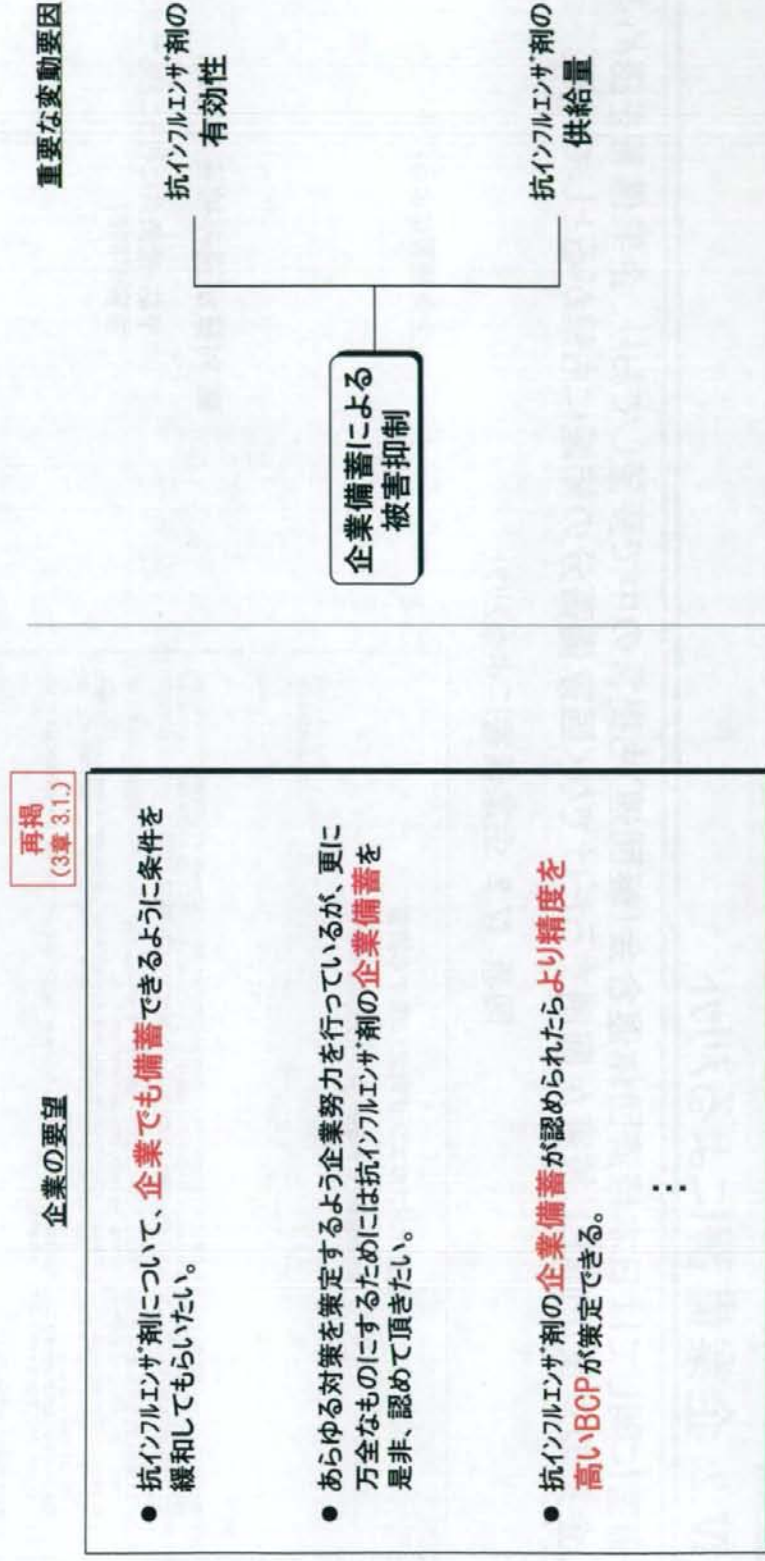 企業の要望
再掲
(3章 3.1.)
● 抗インフルエンザ剤について、企業でも備蓄できるように条件を
緩和してもらいたい。
● あらゆる対策を策定するよう企業努力を行っているが、更に
万全なものにするためには抗インフルエンザ剤の企業備蓄を
是非、認めて頂きたい。
● 抗インフルエンザ剤の企業備蓄が認められたらより精度を
高いBCPが策定できる。
⋮
重要な変動要因
企業備蓄による
被害抑制
抗インフルエンザ剤の
有効性
抗インフルエンザ剤の
供給量